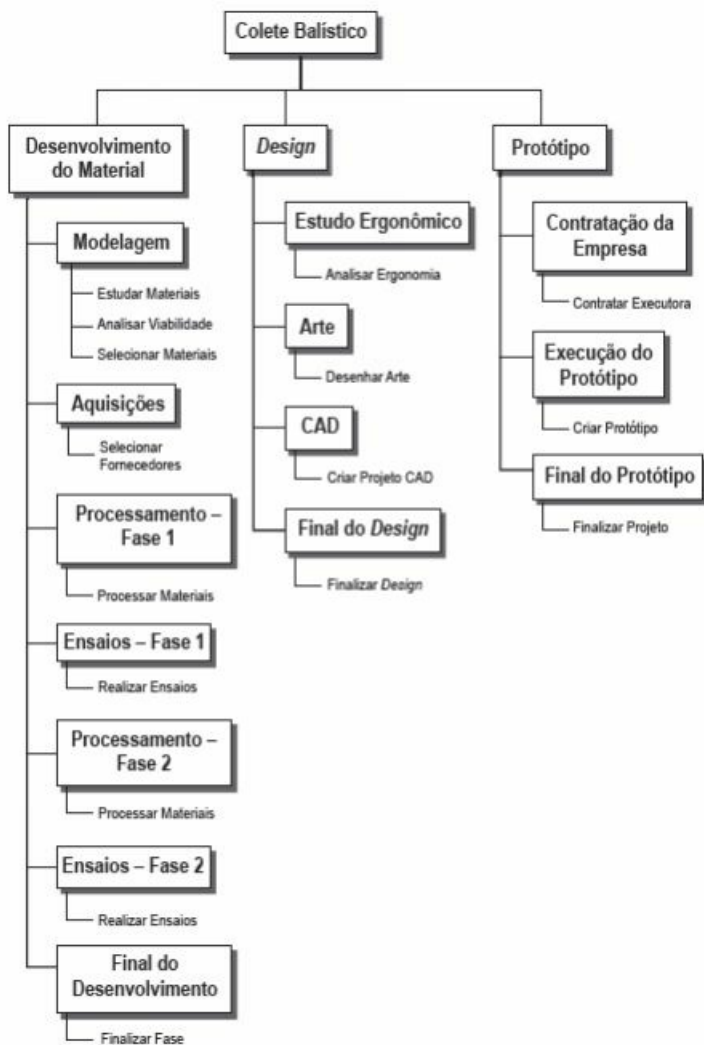 Colete Balístico
Desenvolvimento
do Material
Modelagem
Estudar Materiais
Analisar Viabilidade
Selecionar Materiais
Aquisições
Selecionar
Fornecedores
Processamento –
Fase 1
Processar Materiais
Ensaios – Fase 1
Realizar Ensaios
Processamento –
Fase 2
Processar Materiais
Ensaios – Fase 2
Realizar Ensaios
Final do
Desenvolvimento
Finalizar Fase
Design
Estudo Ergonômico
Analisar Ergonomia
Arte
Desenhar Arte
CAD
Criar Projeto CAD
Final do Design
Finalizar Design
Protótipo
Contratação da
Empresa
Contratar Executora
Execução do
Protótipo
Criar Protótipo
Final do Protótipo
Finalizar Projeto